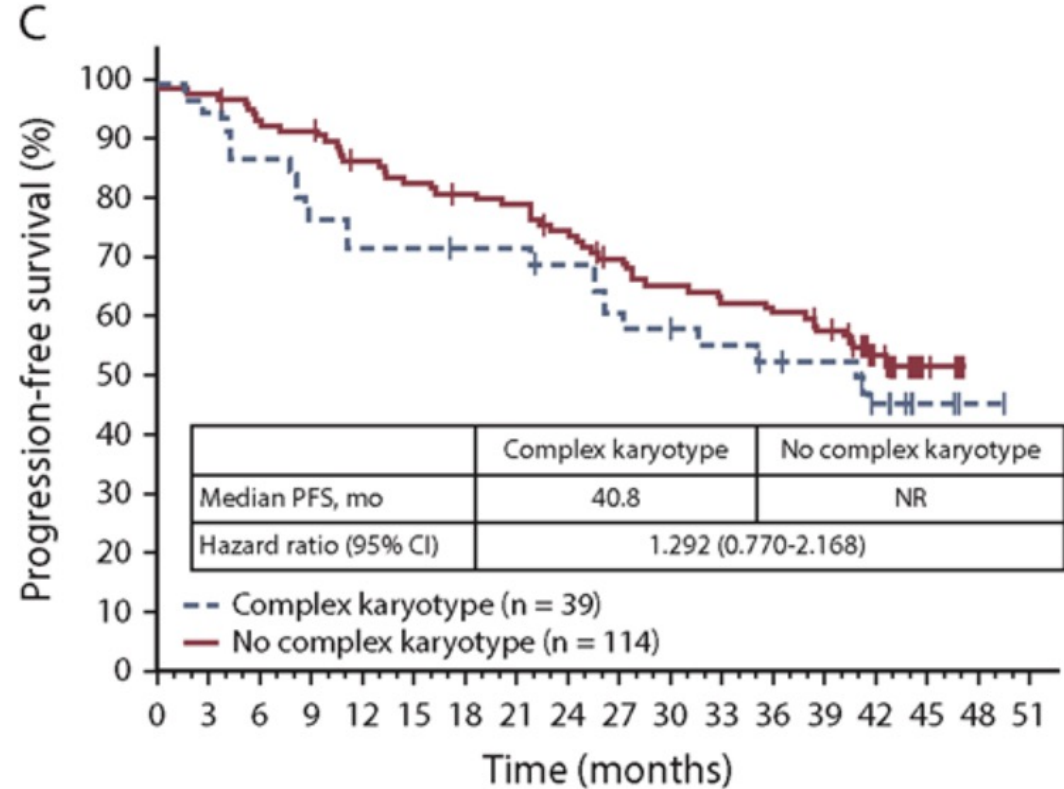 C
Progression-free survival (%)
100
90
80
70
60
50
40
30
20
10
0
Complex karyotype No complex karyotype
Median PFS, mo 40.8 NR
Hazard ratio (95% CI) 1.292 (0.770-2.168)
Complex karyotype (n = 39)
No complex karyotype (n = 114)
0 3 6 9 12 15 18 21 24 27 30 33 36 39 42 45 48 51
Time (months)